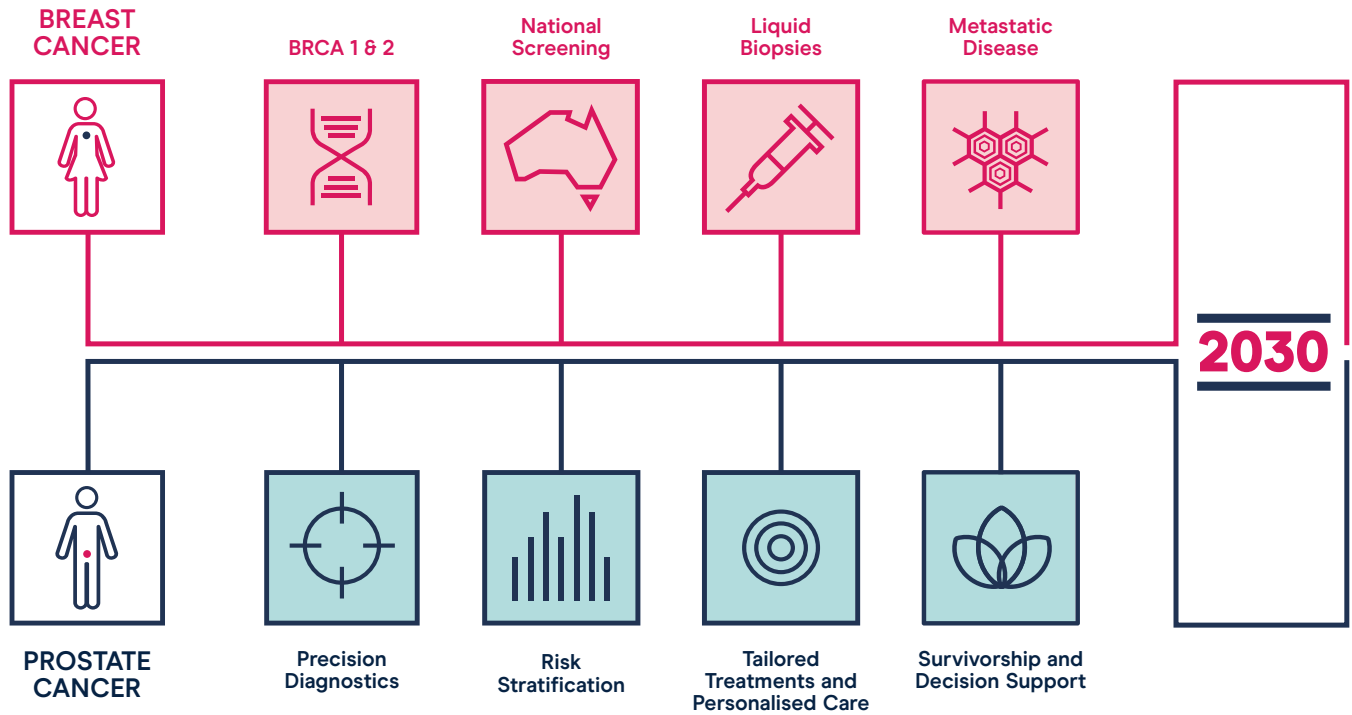 BREAST
CANCER
BRCA 1 & 2
National
Screening
Liquid
Biopsies
Metastatic
Disease
2030
PROSTATE
CANCER
Precision
Diagnostics
Risk
Stratification
Tailored
Treatments and
Personalised Care
Survivorship and
Decision Support